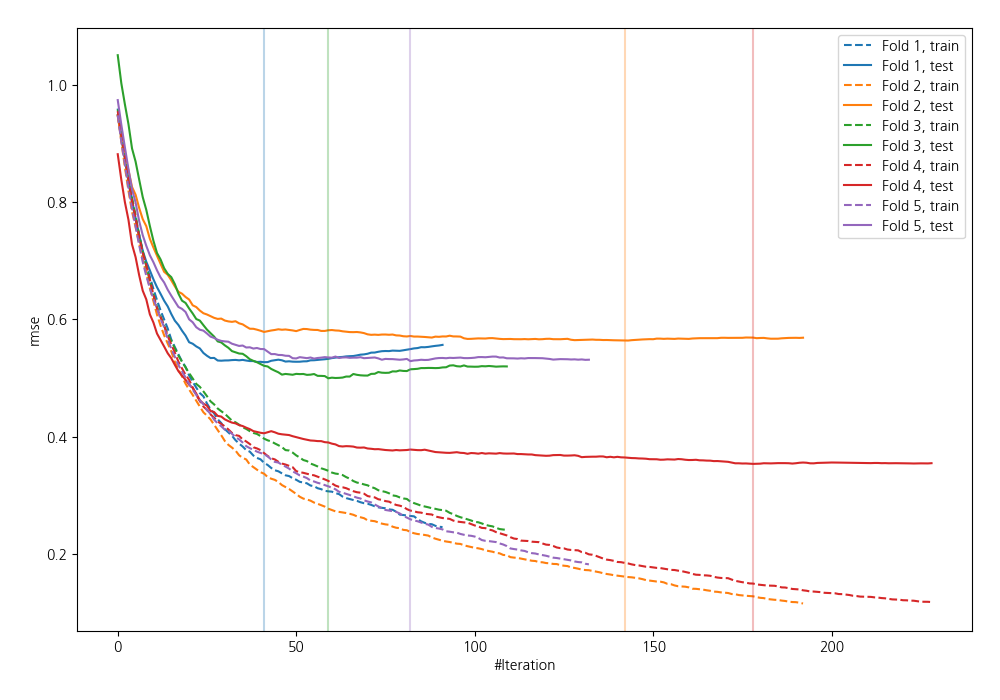 1.0
0.8
0.6
0.4
0.2
rmse
0
50
100
150
200
#Iteration
Fold 1, train
Fold 1, test
Fold 2, train
Fold 2, test
Fold 3, train
Fold 3, test
Fold 4, train
Fold 4, test
Fold 5, train
Fold 5, test